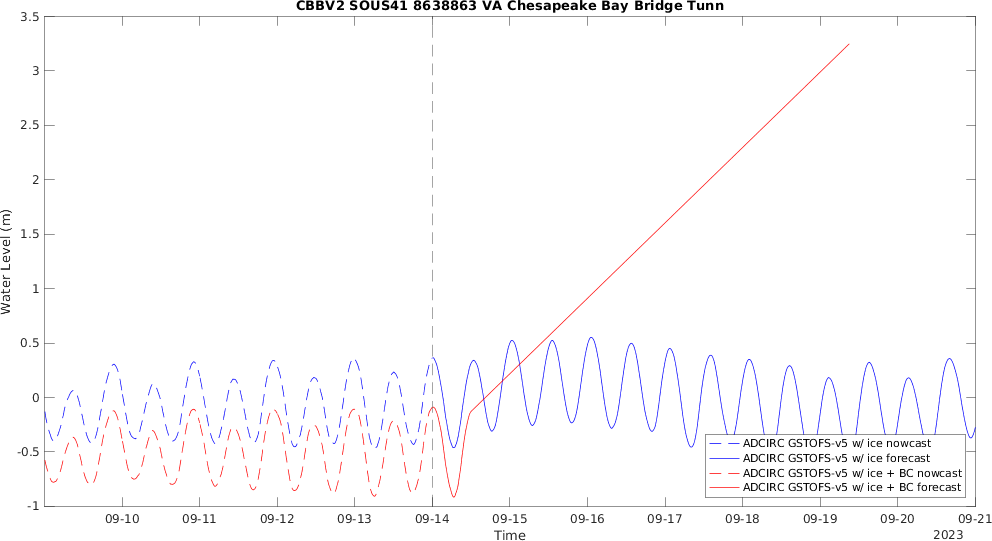 CBBV2 SOUS41 8638863 VA Chesapeake Bay Bridge Tunn
3.5
3
2.5
2
1.5
1
0.5
0
-0.5
-1
Water Level (m)
ADCIRC GSTOFS-v5 w/ ice nowcast
ADCIRC GSTOFS-v5 w/ ice forecast
ADCIRC GSTOFS-v5 w/ ice + BC nowcast
ADCIRC GSTOFS-v5 w/ ice + BC forecast
09-10 09-11 09-12 09-13 09-14 09-15 09-16 09-17 09-18 09-19 09-20 09-21
Time
2023